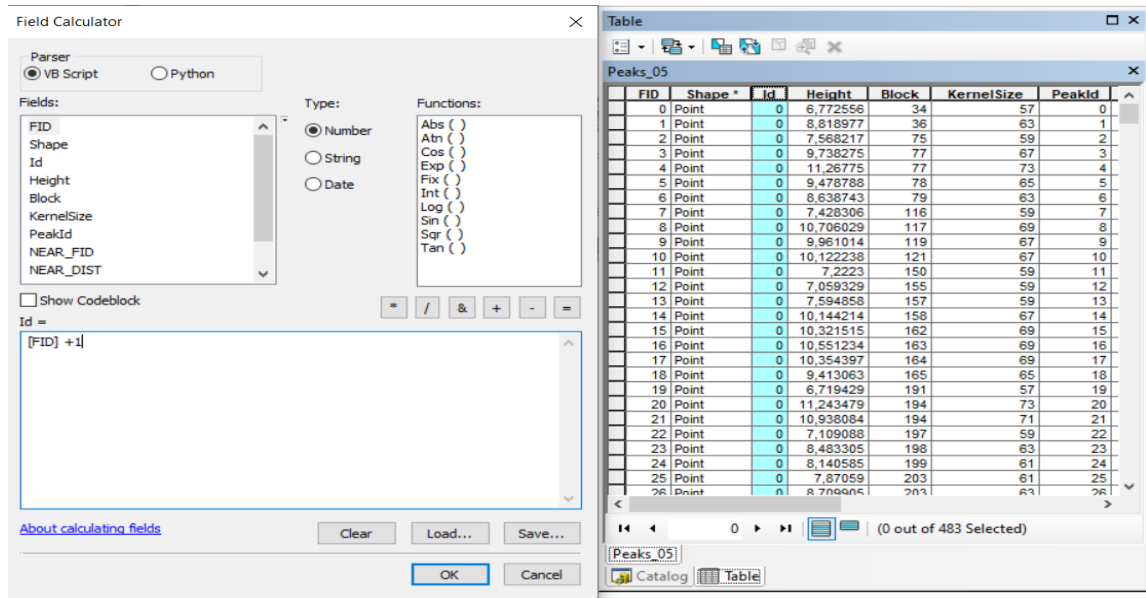 Field Calculator
Parser
VB Script Python
Fields:
FID
Shape
Id
Height
Block
KernelSize
PeakId
NEAR_FID
NEAR_DIST
Type:
Number
String
Date
Functions:
Abs ( )
Atn ( )
Cos ( )
Exp ( )
Fix ( )
Int ( )
Log ( )
Sin ( )
Sqr ( )
Tan ( )
Show Codeblock
* / & + - =
Id =
[FID] +1
About calculating fields
Clear Load... Save...
OK Cancel
Table
Peaks_05
FID Shape * Id Height Block KernelSize PeakId
0 Point 0 6,772556 34 57 0
1 Point 0 8,818977 36 63 1
2 Point 0 7,568217 75 59 2
3 Point 0 9,738275 77 67 3
4 Point 0 11,26775 77 73 4
5 Point 0 9,478788 78 65 5
6 Point 0 8,638743 79 63 6
7 Point 0 7,428306 116 59 7
8 Point 0 10,706029 117 69 8
9 Point 0 9,961014 119 67 9
10 Point 0 10,122238 121 67 10
11 Point 0 7,2223 150 59 11
12 Point 0 7,059329 155 59 12
13 Point 0 7,594858 157 59 13
14 Point 0 10,144214 158 67 14
15 Point 0 10,321515 162 69 15
16 Point 0 10,551234 163 69 16
17 Point 0 10,354397 164 69 17
18 Point 0 9,413063 165 65 18
19 Point 0 6,719429 191 57 19
20 Point 0 11,243479 194 73 20
21 Point 0 10,938084 194 71 21
22 Point 0 7,109088 197 59 22
23 Point 0 8,483305 198 63 23
24 Point 0 8,140585 199 61 24
25 Point 0 7,87059 203 61 25
26 Point 0 8,709905 203 63 26
0 (0 out of 483 Selected)
Peaks_05
Catalog Table